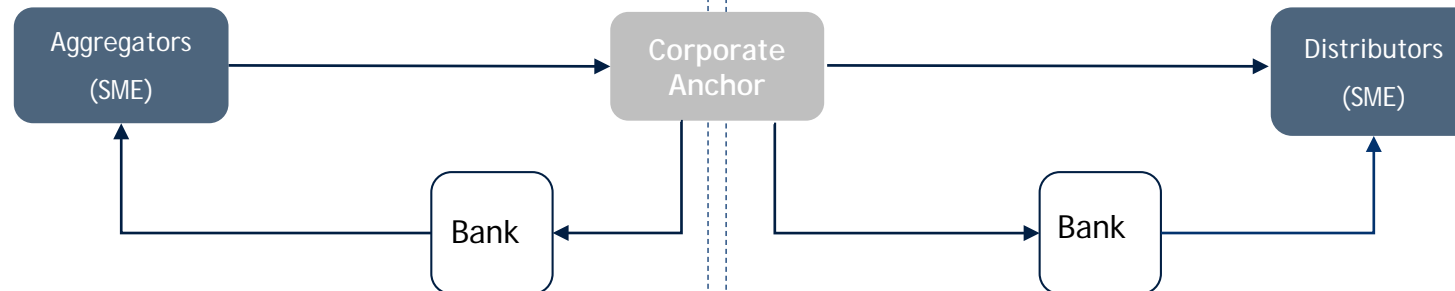 Aggregators
(SME)
Corporate
Anchor
Distributors
(SME)
Bank
Bank